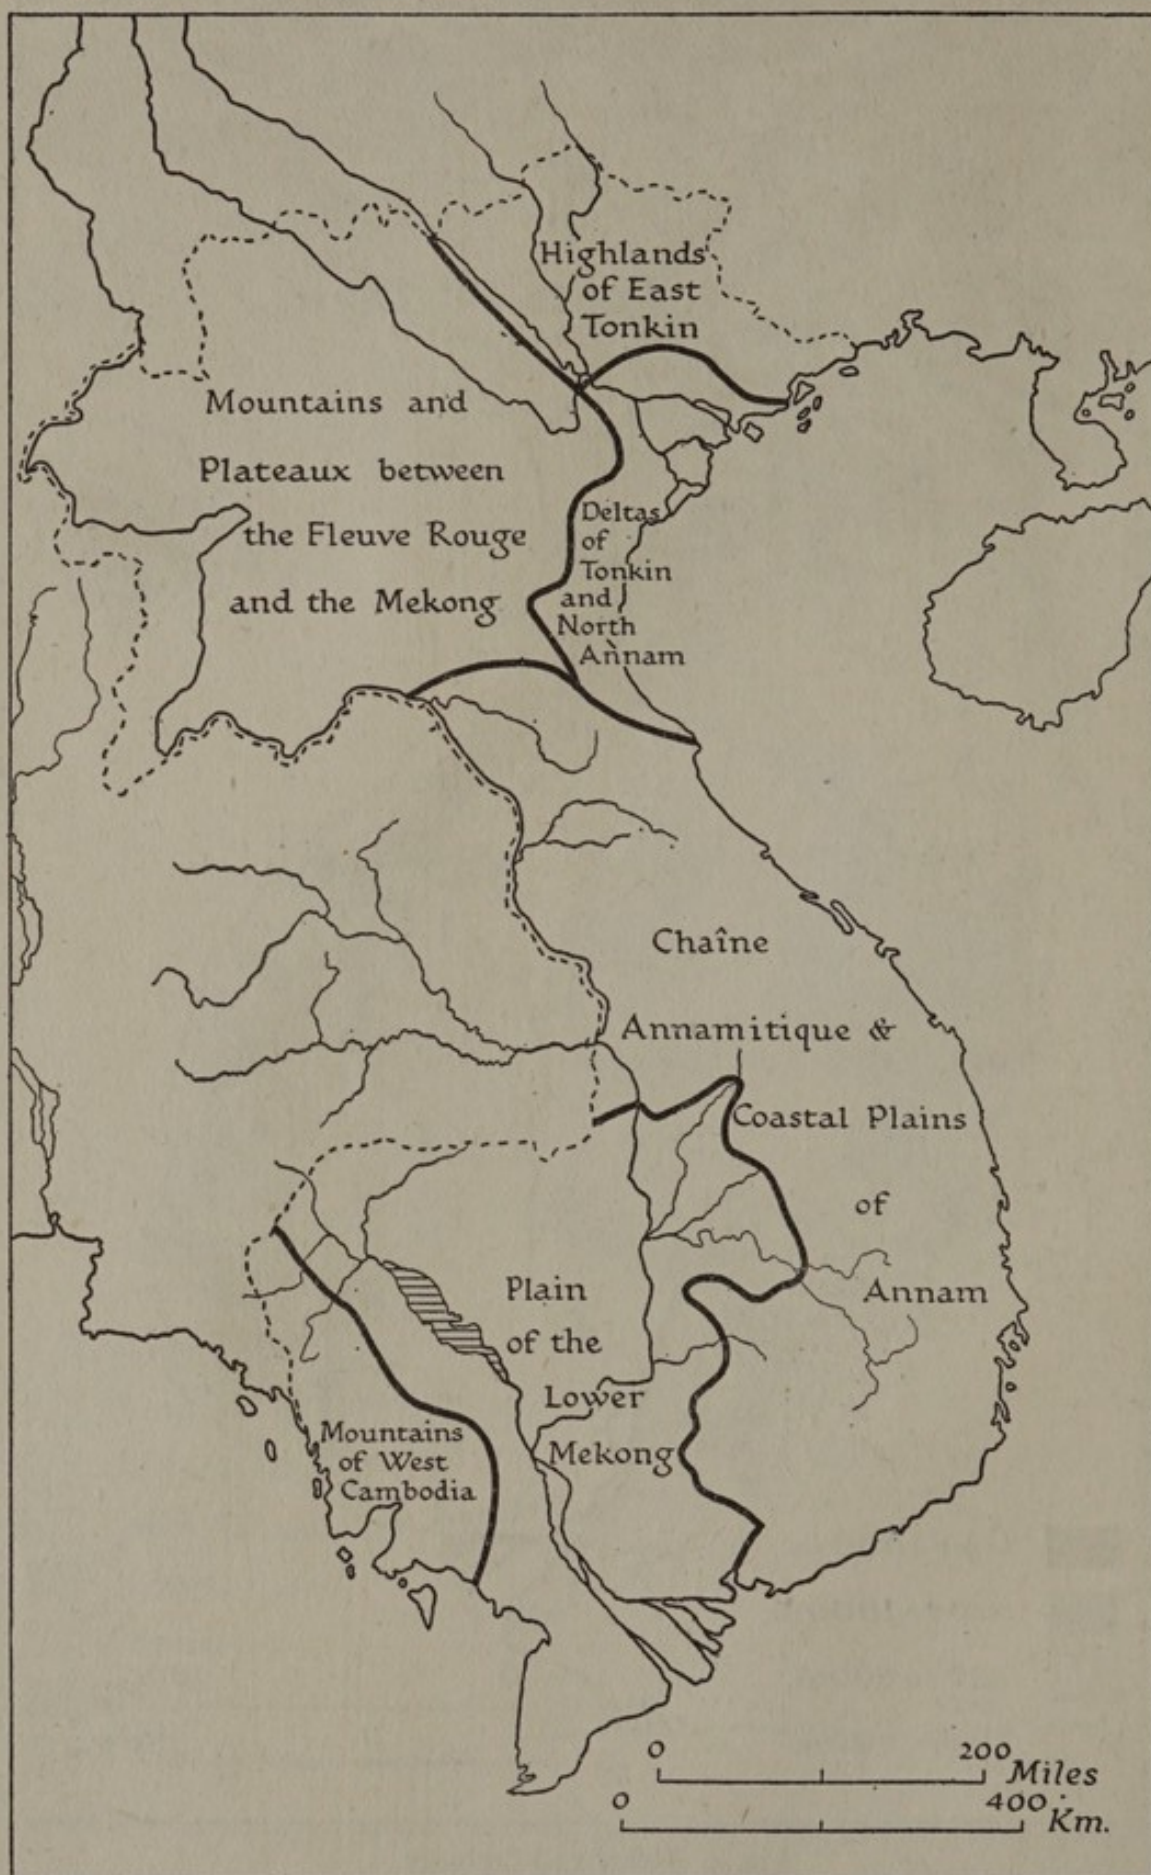 Highlands
of East
Tonkin
Mountains and
Plateaux between
the Fleuve Rouge
and the Mekong
Deltas
of
Tonkin
and
North
Annam
Chaîne
Annamitique &
Coastal Plains
of
Annam
Plain
of the
Lower
Mekong
Mountains
of West
Cambodia
0 200 Miles
0 400 Km.